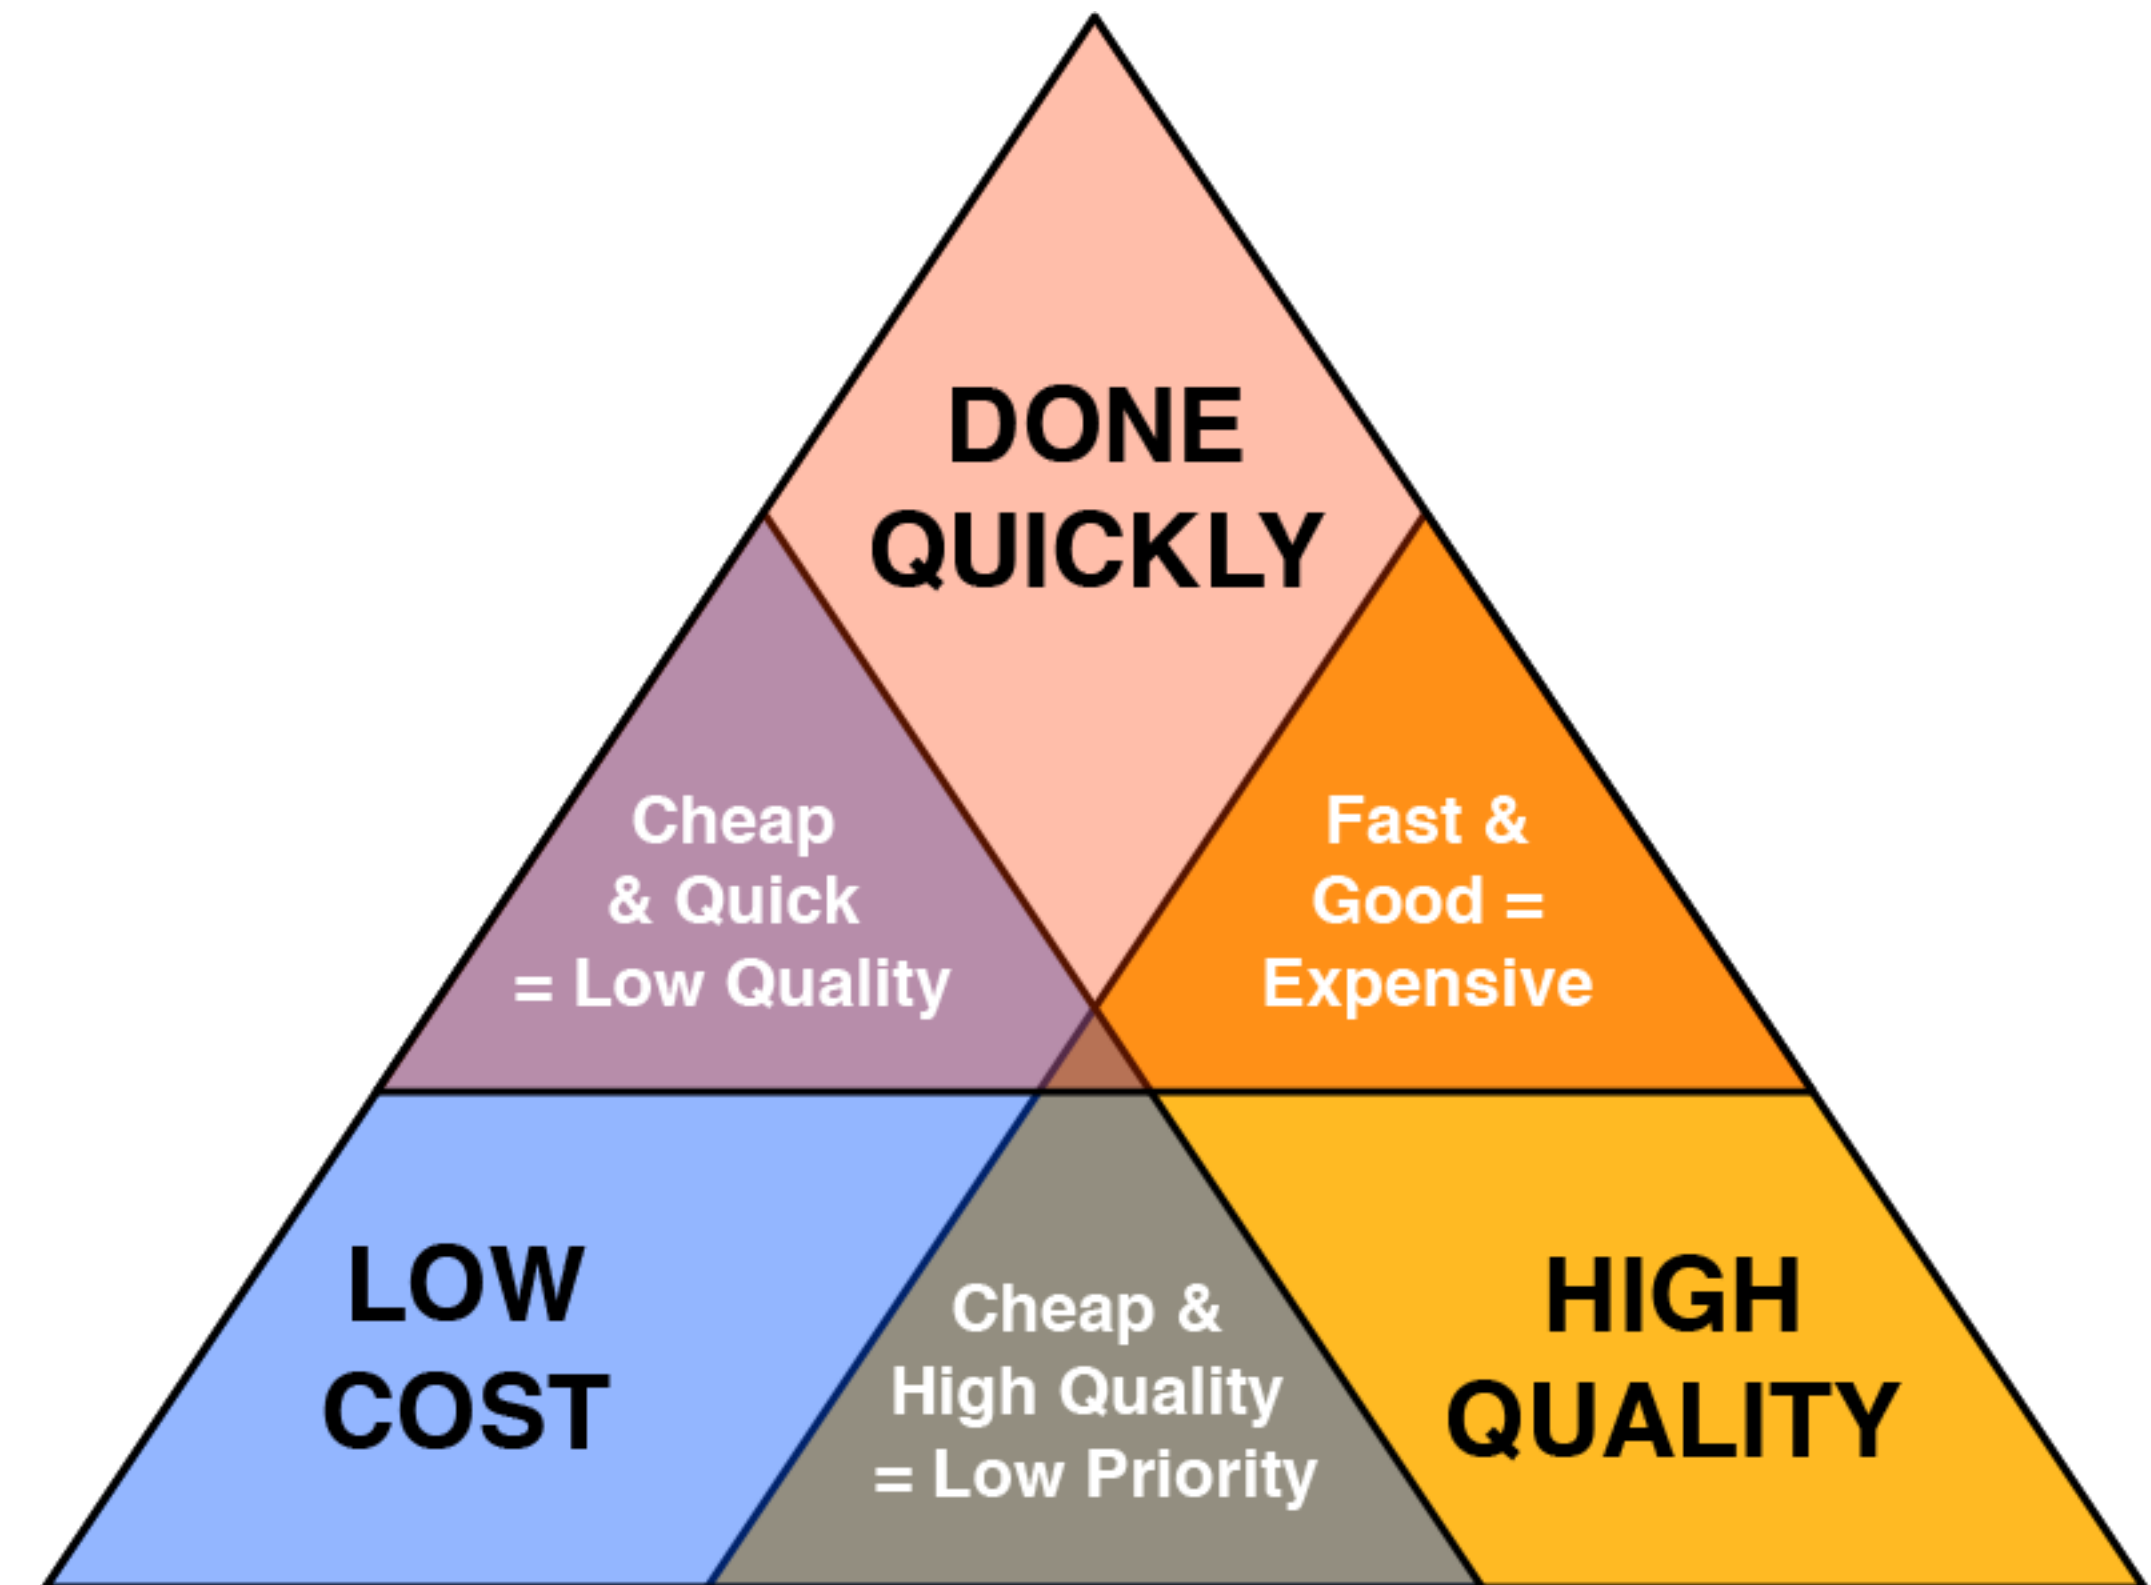 DONE
QUICKLY
Cheap
& Quick
= Low Quality
Fast &
Good =
Expensive
LOW
COST
Cheap &
High Quality
= Low Priority
HIGH
QUALITY